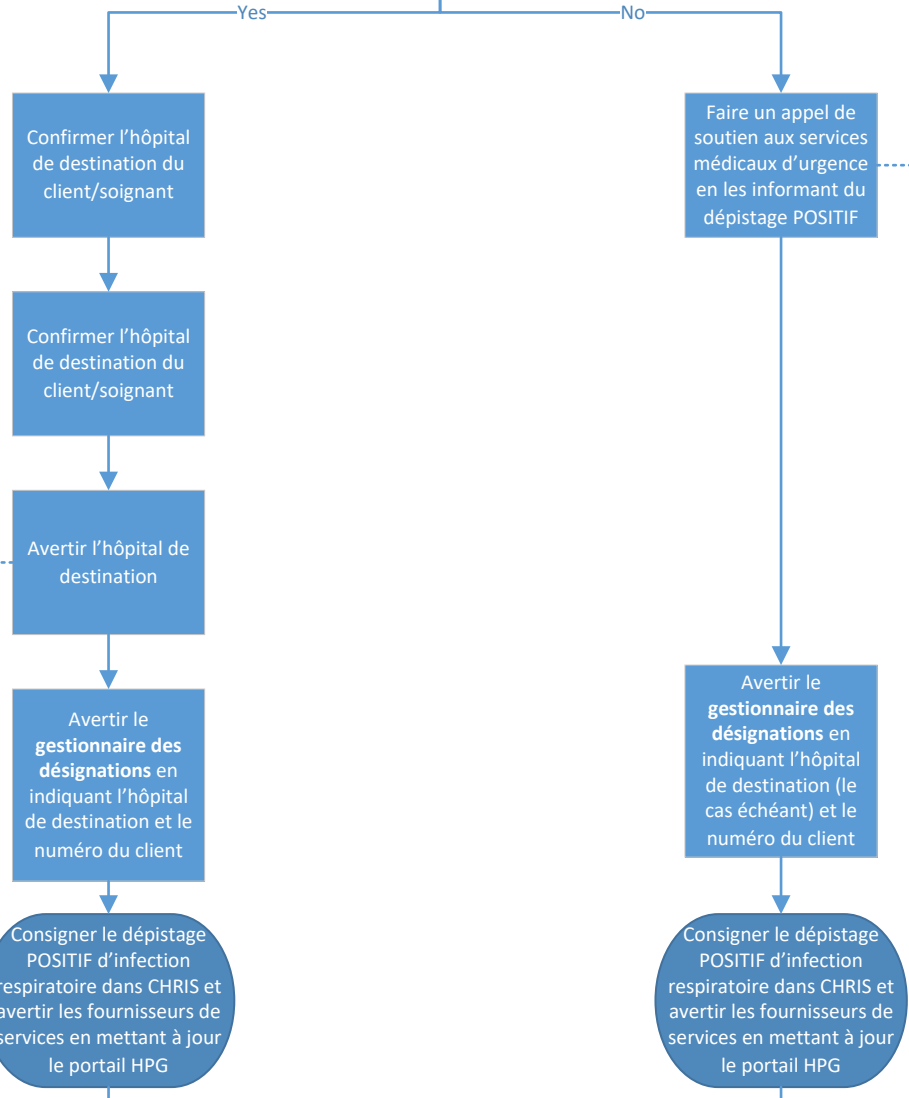 Yes
No
Confirmer l’hôpital
de destination du
client/soignant
Faire un appel de
soutien aux services
médicaux d’urgence
en les informant du
dépistage POSITIF
Confirmer l’hôpital
de destination du
client/soignant
Avertir l’hôpital de
destination
Avertir le
gestionnaire des
désignations en
indiquant l’hôpital
de destination et le
numéro du client
Avertir le
gestionnaire des
désignations en
indiquant l’hôpital
de destination (le
cas échéant) et le
numéro du client
Consigner le dépistage
POSITIF d’infection
respiratoire dans CHRIS et
avertir les fournisseurs de
services en mettant à jour
le portail HPG
Consigner le dépistage
POSITIF d’infection
respiratoire dans CHRIS et
avertir les fournisseurs de
services en mettant à jour
le portail HPG